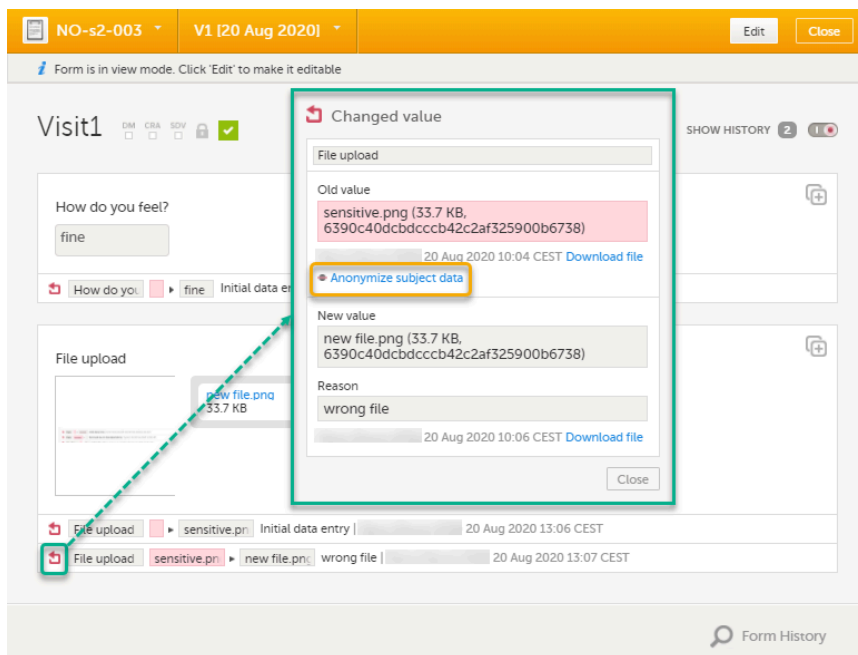 NO-s2-003
V1 [20 Aug 2020]
Edit
Close
i Form is in view mode. Click 'Edit' to make it editable
Visit1
DM CRA SDV
SHOW HISTORY 2
How do you feel?
fine
How do you fine Initial data en
File upload
new file.png
33.7 KB
File upload sensitive.pn Initial data entry | 20 Aug 2020 13:06 CEST
File upload sensitive.pn new file.png wrong file | 20 Aug 2020 13:07 CEST
Changed value
File upload
Old value
sensitive.png (33.7 KB,
6390c40dcbdcccb42c2af325900b6738)
20 Aug 2020 10:04 CEST Download file
Anonymize subject data
New value
new file.png (33.7 KB,
6390c40dcbdcccb42c2af325900b6738)
Reason
wrong file
20 Aug 2020 10:06 CEST Download file
Close
Form History